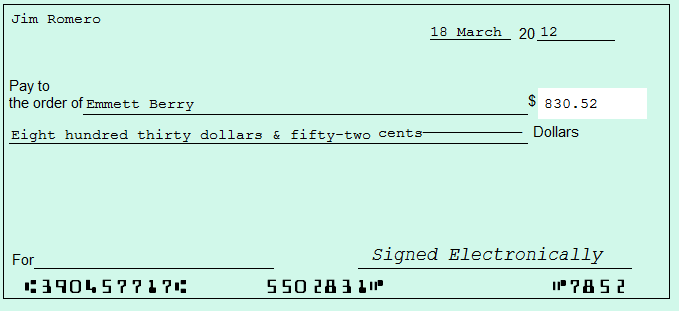 Jim Romero
18 March 2012
Pay to
the order of Emmett Berry $ 830.52
Eight hundred thirty dollars & fifty-two cents Dollars
For Signed Electronically
⑆390457717⑆ 5502831⑈ ⑈7852